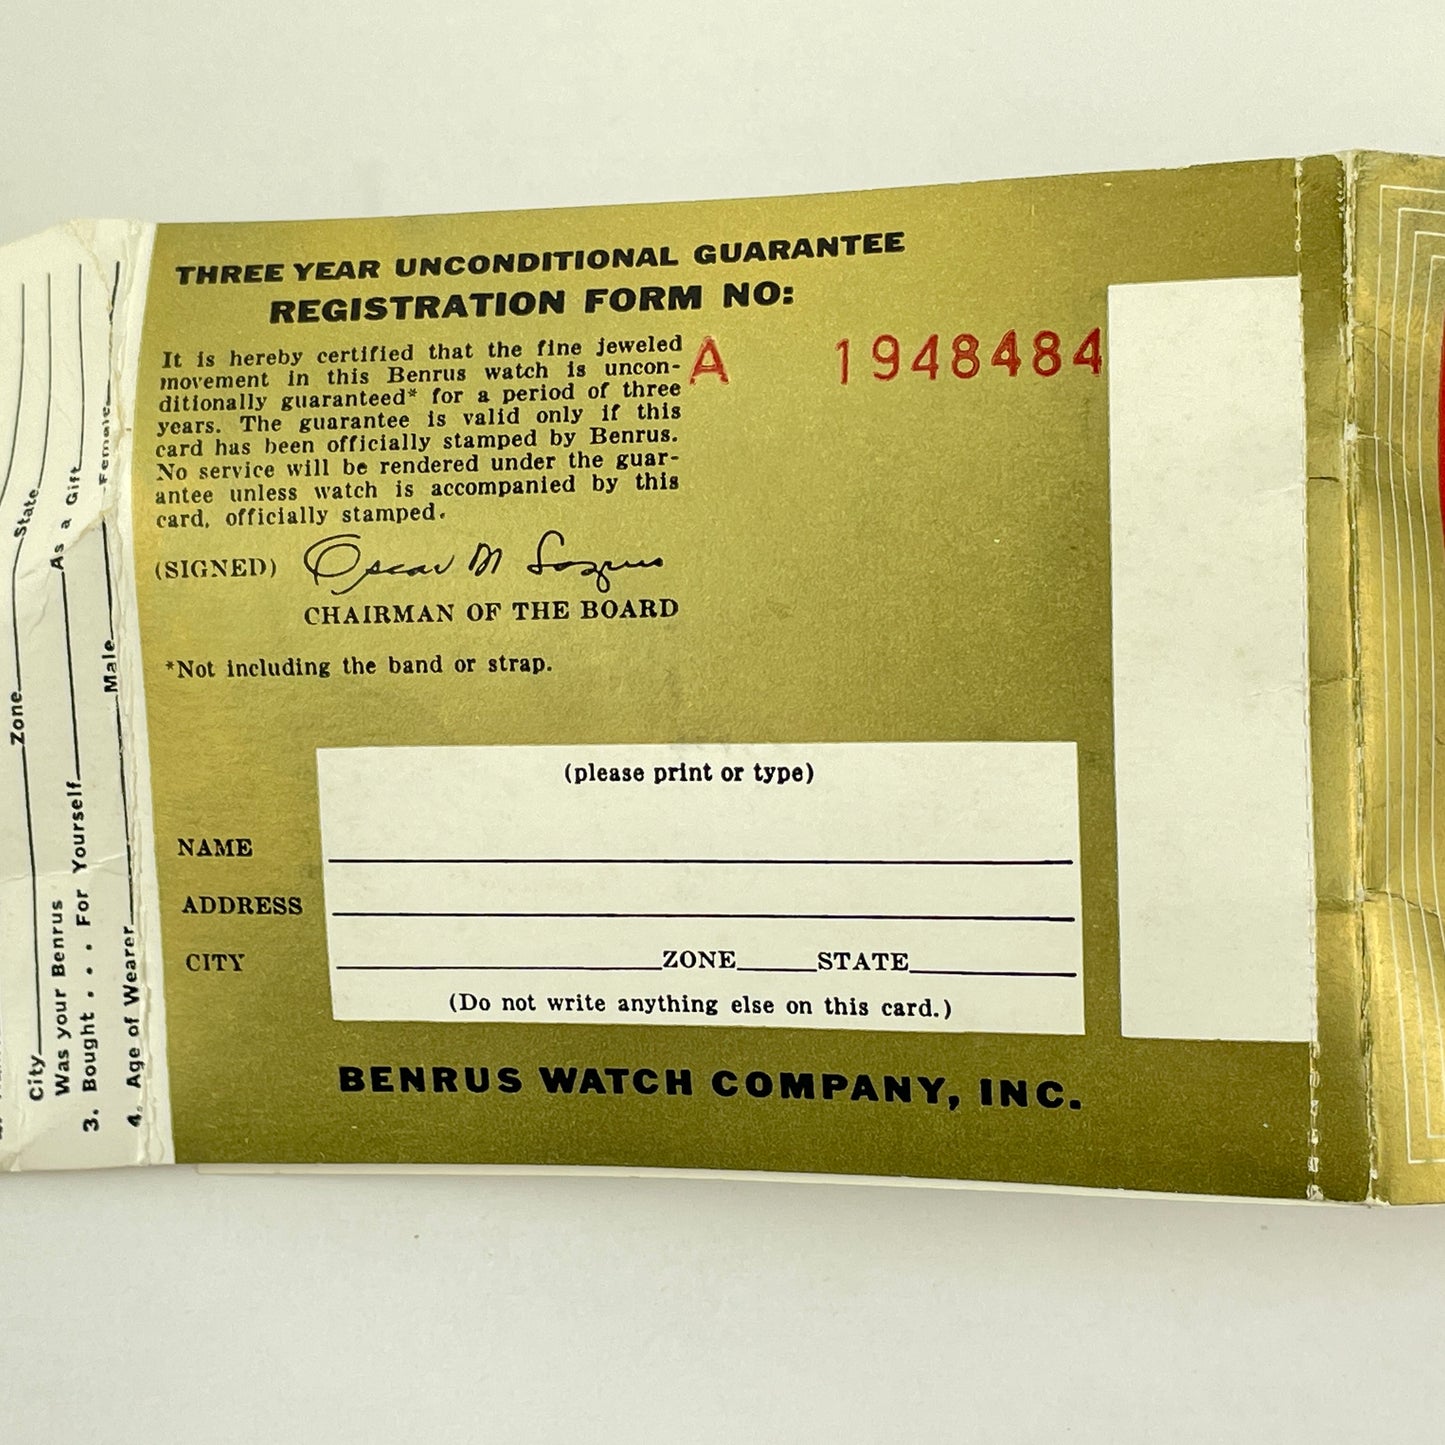 THREE YEAR UNCONDITIONAL GUARANTEE
REGISTRATION FORM NO:
A 1948484
It is hereby certified that the fine jeweled
movement in this Benrus watch is uncon-
ditionally guaranteed* for a period of three
years. The guarantee is valid only if this
card has been officially stamped by Benrus.
No service will be rendered under the guar-
antee unless watch is accompanied by this
card, officially stamped.
(SIGNED) Oscar M Lazrus
CHAIRMAN OF THE BOARD
*Not including the band or strap.
(please print or type)
NAME
ADDRESS
CITY ZONE STATE
(Do not write anything else on this card.)
BENRUS WATCH COMPANY, INC.
City Zone State
Was your Benrus
3. Bought . . . For Yourself As a Gift
4. Age of Wearer Male Female